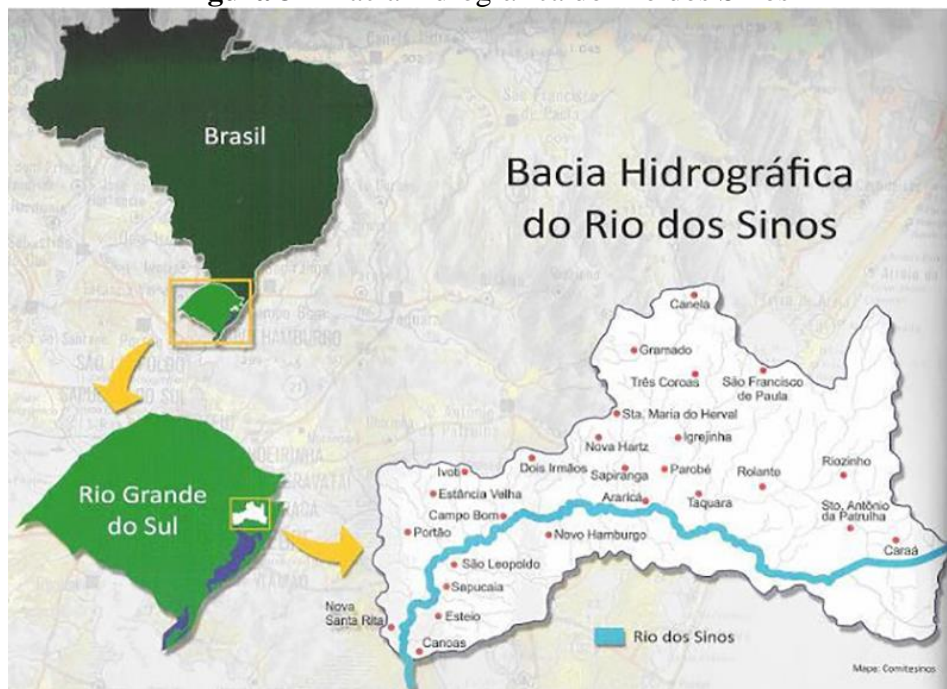 Brasil
Bacia Hidrográfica
do Rio dos Sinos
Rio Grande
do Sul
Canela
Gramado
Três Coroas
São Francisco
de Paula
Sta. Maria do Herval
Igrejinha
Nova Hartz
Ivoti
Dois Irmãos
Sapiranga
Parobé
Rolante
Riozinho
Estância Velha
Araricá
Taquara
Sto. Antônio
da Patrulha
Campo Bom
Portão
Novo Hamburgo
Caraá
São Leopoldo
Sapucaia
Nova
Santa Rita
Esteio
Canoas
Rio dos Sinos
Mapa: Comitesinos